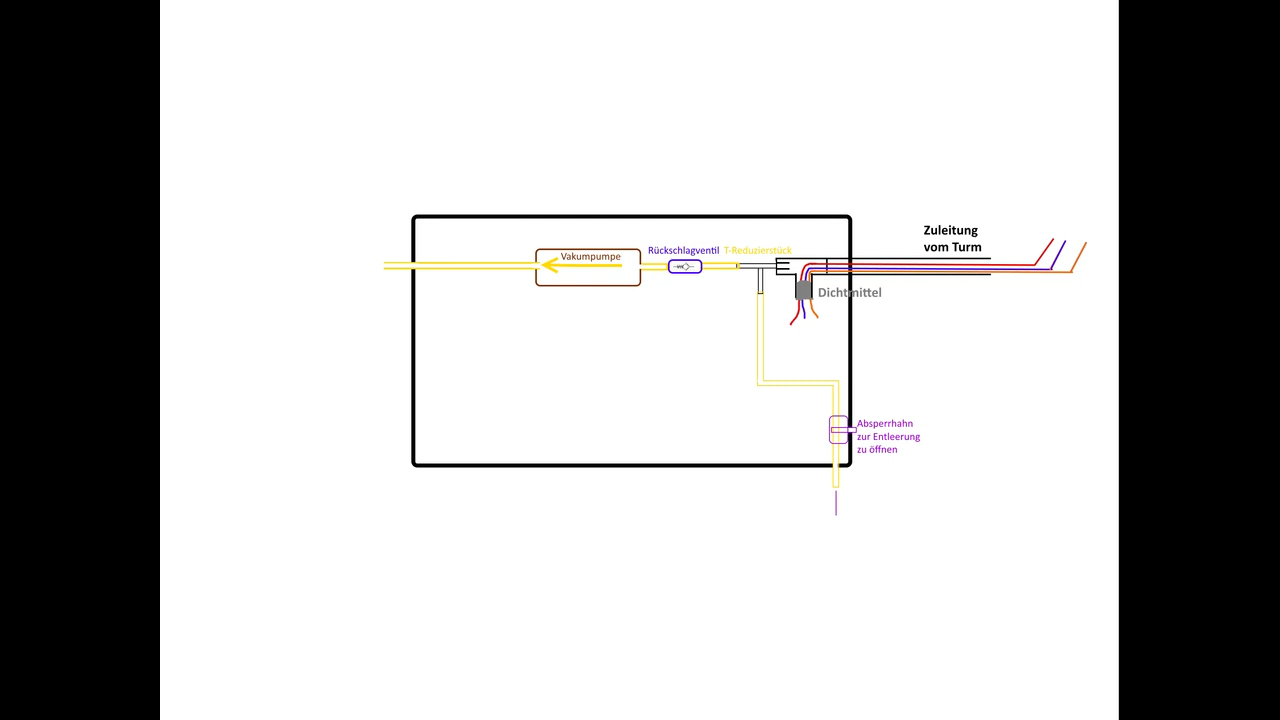 Zuleitung
vom Turm
Rückschlagventil
T-Reduzierstück
Vakumpumpe
Dichtmittel
Absperrhahn
zur Entleerung
zu öffnen